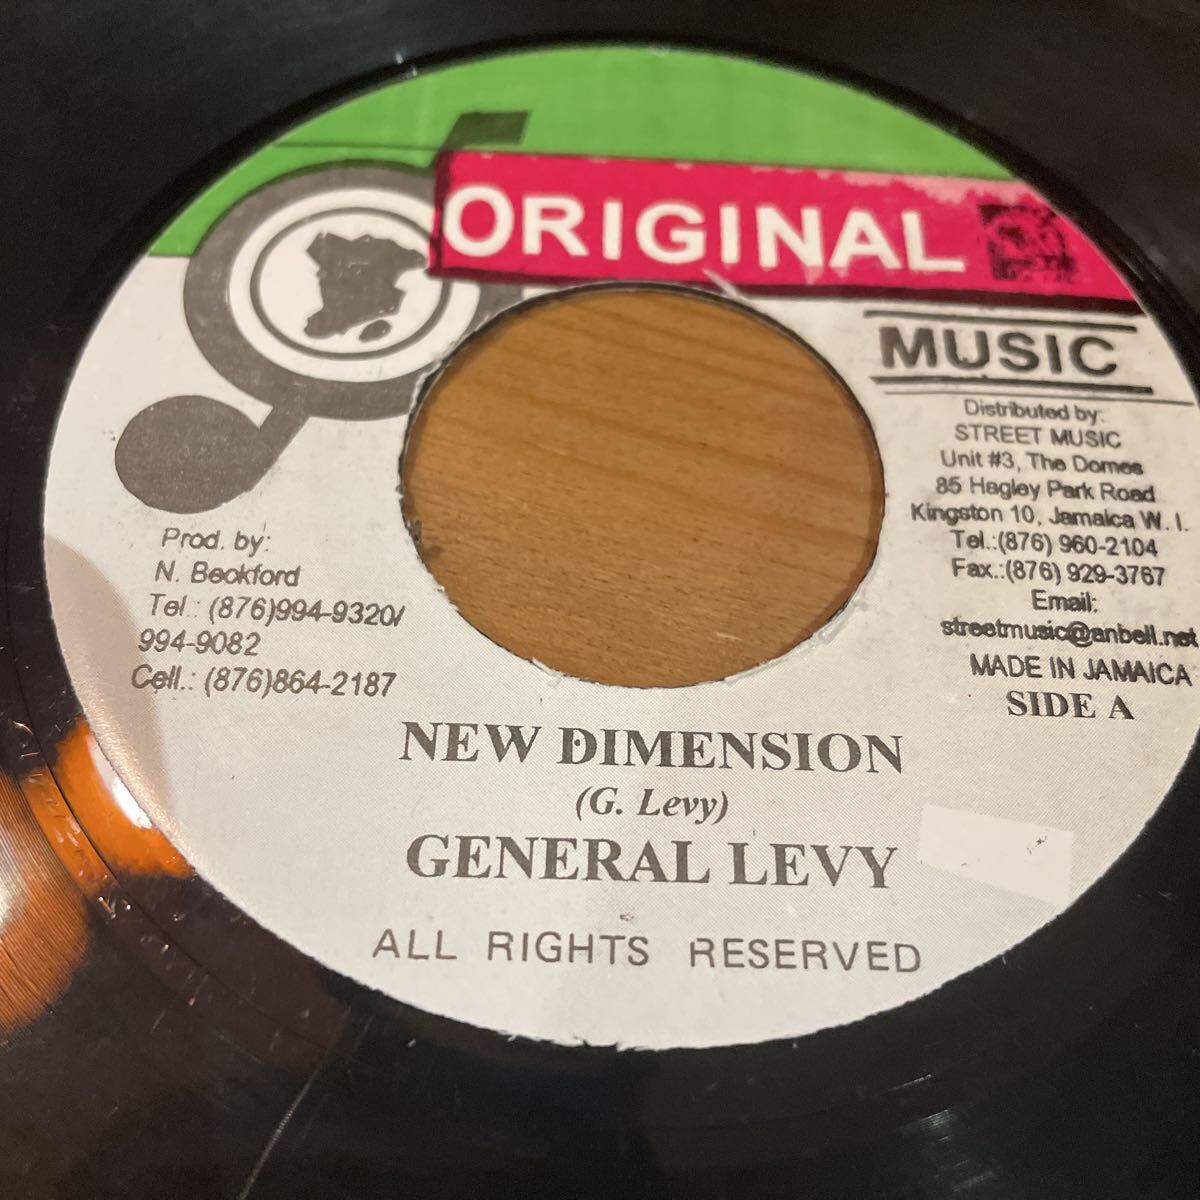 ORIGINAL
MUSIC
Distributed by:
STREET MUSIC
Unit #3, The Domes
85 Hagley Park Road
Kingston 10, Jamaica W. I.
Tel.:(876) 960-2104
Fax.:(876) 929-3767
Email:
streetmusic@anbell.net
MADE IN JAMAICA
SIDE A
Prod. by:
N. Beckford
Tel.: (876)994-9320/
994-9082
Cell.: (876)864-2187
NEW DIMENSION
(G. Levy)
GENERAL LEVY
ALL RIGHTS RESERVED